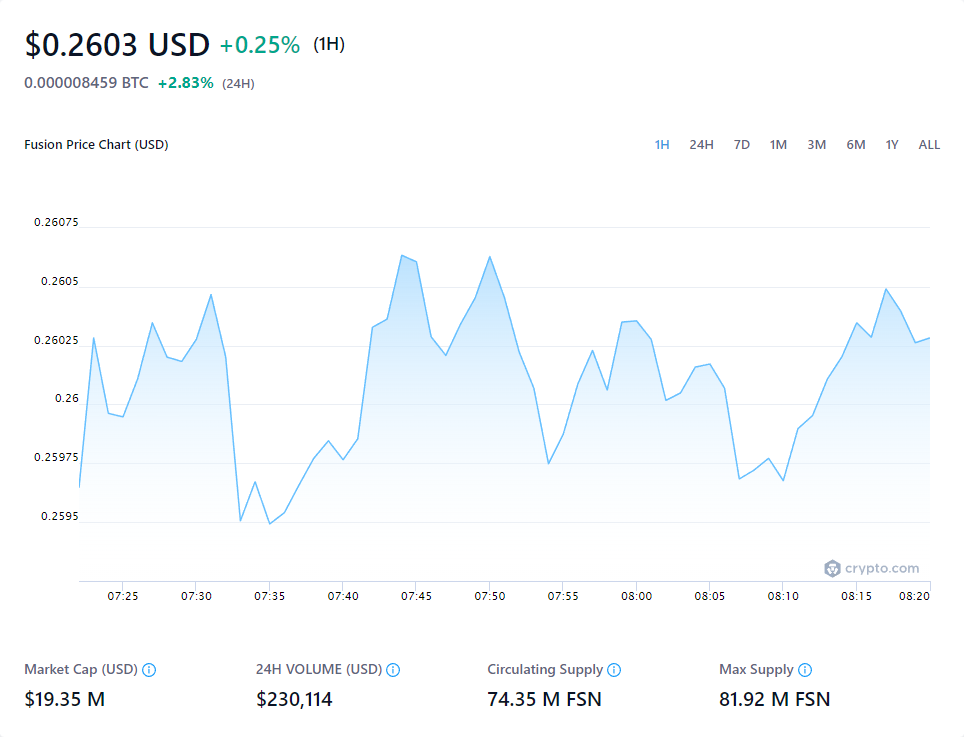 $0.2603 USD +0.25% (1H)
0.000008459 BTC +2.83% (24H)
Fusion Price Chart (USD) 1H 24H 7D 1M 3M 6M 1Y ALL
0.26075
0.2605
0.26025
0.26
0.25975
0.2595
crypto.com
07:25 07:30 07:35 07:40 07:45 07:50 07:55 08:00 08:05 08:10 08:15 08:20
Market Cap (USD) 24H VOLUME (USD) Circulating Supply Max Supply
$19.35 M $230,114 74.35 M FSN 81.92 M FSN